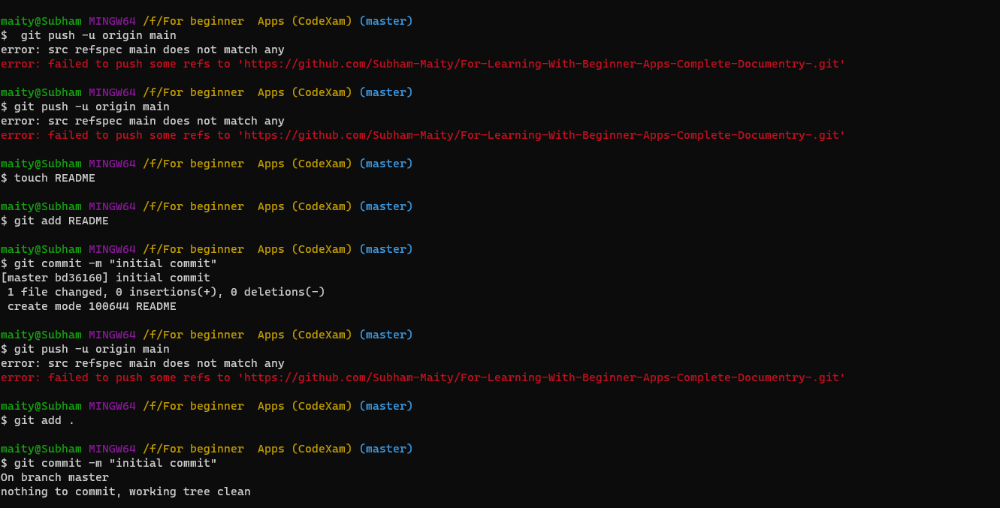 maity@Subham MINGW64 /f/For beginner  Apps (CodeXam) (master)
$  git push -u origin main
error: src refspec main does not match any
error: failed to push some refs to 'https://github.com/Subham-Maity/For-Learning-With-Beginner-Apps-Complete-Documentry-.git'
maity@Subham MINGW64 /f/For beginner  Apps (CodeXam) (master)
$ git push -u origin main
error: src refspec main does not match any
error: failed to push some refs to 'https://github.com/Subham-Maity/For-Learning-With-Beginner-Apps-Complete-Documentry-.git'
maity@Subham MINGW64 /f/For beginner  Apps (CodeXam) (master)
$ touch README
maity@Subham MINGW64 /f/For beginner  Apps (CodeXam) (master)
$ git add README
maity@Subham MINGW64 /f/For beginner  Apps (CodeXam) (master)
$ git commit -m "initial commit"
[master bd36160] initial commit
 1 file changed, 0 insertions(+), 0 deletions(-)
 create mode 100644 README
maity@Subham MINGW64 /f/For beginner  Apps (CodeXam) (master)
$ git push -u origin main
error: src refspec main does not match any
error: failed to push some refs to 'https://github.com/Subham-Maity/For-Learning-With-Beginner-Apps-Complete-Documentry-.git'
maity@Subham MINGW64 /f/For beginner  Apps (CodeXam) (master)
$ git add .
maity@Subham MINGW64 /f/For beginner  Apps (CodeXam) (master)
$ git commit -m "initial commit"
On branch master
nothing to commit, working tree clean